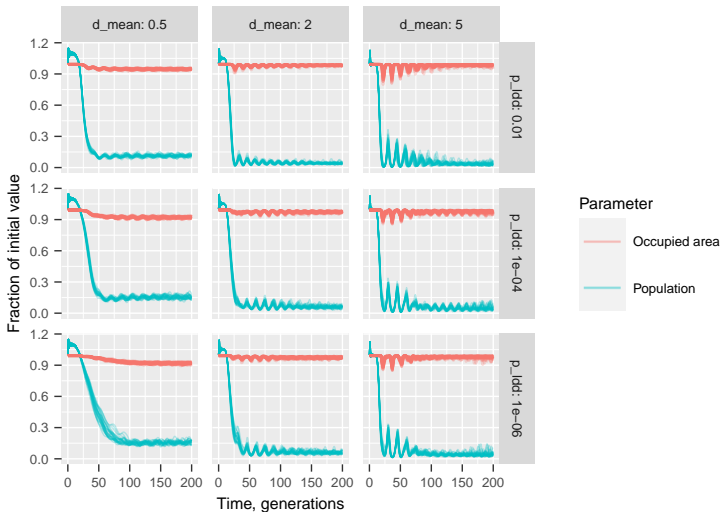 d_mean: 0.5
d_mean: 2
d_mean: 5
1.2
0.9
0.6
0.3
0.0
p_ldd: 0.01
1.2
0.9
0.6
0.3
0.0
p_ldd: 1e−04
1.2
0.9
0.6
0.3
0.0
p_ldd: 1e−06
0 50 100 150 200
0 50 100 150 200
0 50 100 150 200
Time, generations
Fraction of initial value
Parameter
Occupied area
Population